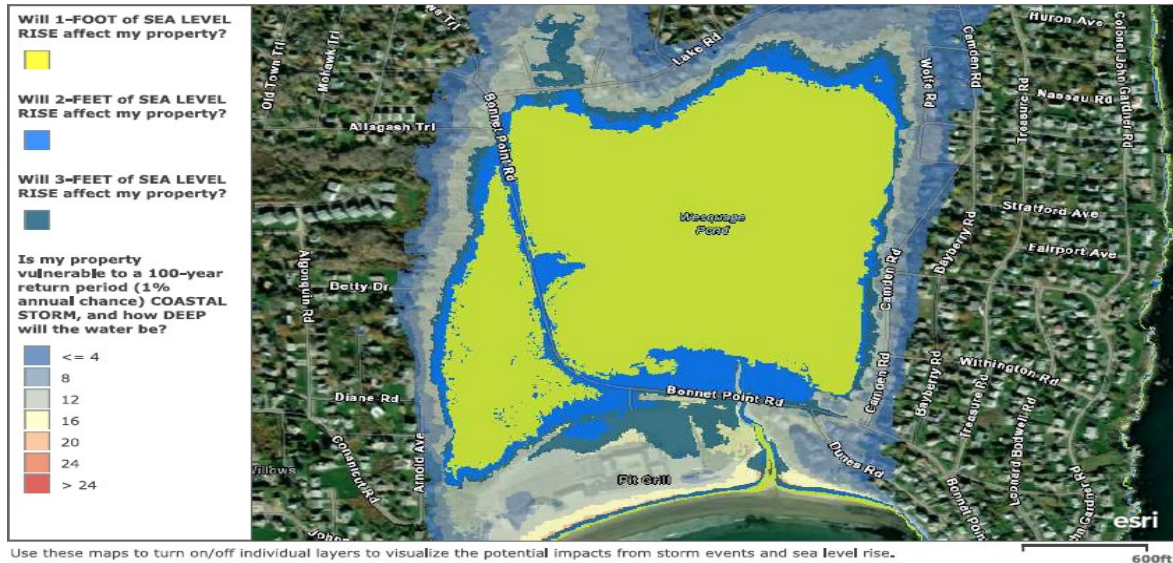 Will 1-FOOT of SEA LEVEL
RISE affect my property?
Will 2-FEET of SEA LEVEL
RISE affect my property?
Will 3-FEET of SEA LEVEL
RISE affect my property?
Is my property
vulnerable to a 100-year
return period (1%
annual chance) COASTAL
STORM, and how DEEP
will the water be?
<= 4
8
12
16
20
24
> 24
Old Town Trl
Mohawk Trl
Lake Rd
Wolfe Rd
Camden Rd
Huron Ave
Colonel John Gardner Rd
Treasure Rd
Nassau Rd
Allagash Trl
Bonnet Point Rd
Wesquage
Pond
Stratford Ave
Fairport Ave
Bayberry Rd
Camden Rd
Algonquin Rd
Betty Dr
Withington Rd
Camden Rd
Bayberry Rd
Treasure Rd
Diane Rd
Bonnet Point Rd
Leonard Bodwell Rd
Conanicut Rd
Arnold Ave
Dunes Rd
Pit Grill
Bonnet Poin
esri
Use these maps to turn on/off individual layers to visualize the potential impacts from storm events and sea level rise.
600ft